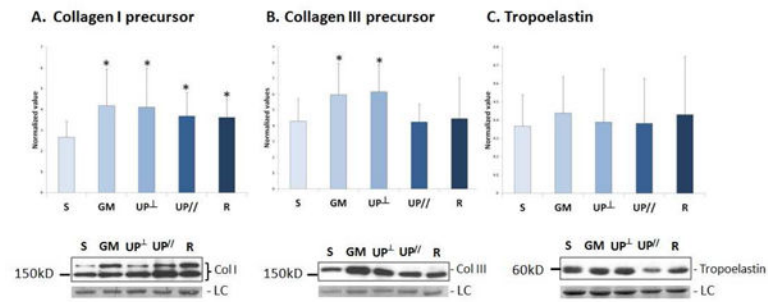 A. Collagen I precursor
B. Collagen III precursor
C. Tropoelastin
Normalized value
* * * *
S GM UP⊥ UP// R
Normalized values
* *
S GM UP⊥ UP// R
Normalized value
S GM UP⊥ UP// R
S GM UP⊥ UP// R
150kD
Col I
- LC
S GM UP⊥ UP// R
150kD
- Col III
- LC
S GM UP⊥ UP// R
60kD
- Tropoelastin
- LC